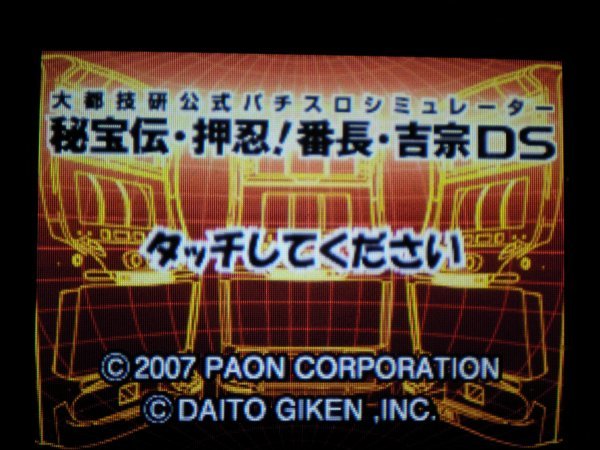 大都技研公式パチスロシミュレーター
秘宝伝・押忍!番長・吉宗DS
タッチしてください
© 2007 PAON CORPORATION
© DAITO GIKEN ,INC.